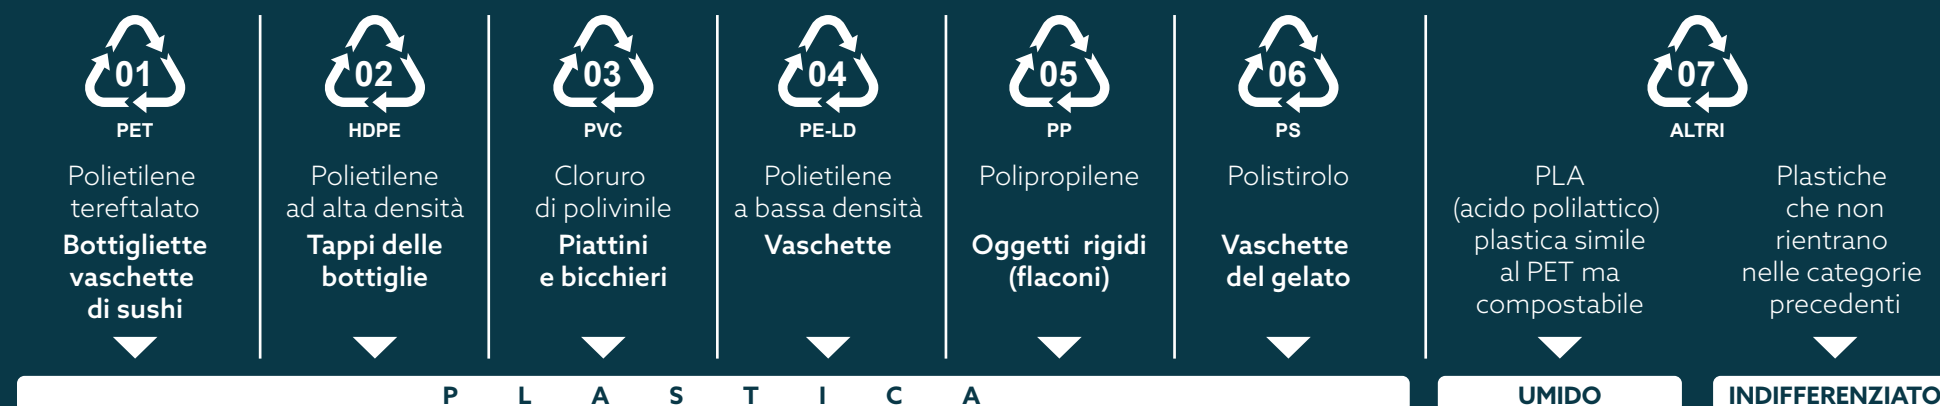 01
PET
Polietilene
tereftalato
Bottigliette
vaschette
di sushi
02
HDPE
Polietilene
ad alta densità
Tappi delle
bottiglie
03
PVC
Cloruro
di polivinile
Piattini
e bicchieri
04
PE-LD
Polietilene
a bassa densità
Vaschette
05
PP
Polipropilene
Oggetti rigidi
(flaconi)
06
PS
Polistirolo
Vaschette
del gelato
07
ALTRI
PLA
(acido polilattico)
plastica simile
al PET ma
compostabile
Plastiche
che non
rientrano
nelle categorie
precedenti
PLASTICA
UMIDO
INDIFFERENZIATO